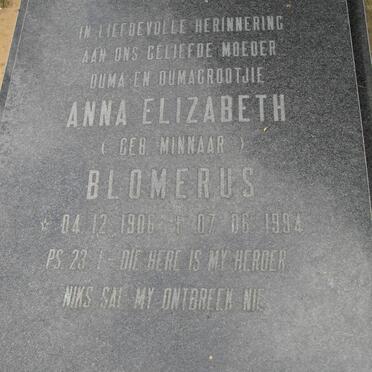 IN LIEFDEVOLLE HERINNERING
AAN ONS GELIEFDE MOEDER
OUMA EN OUMAGROOTJIE
ANNA ELIZABETH
( GEB. MINNAAR )
BLOMERUS
* 04. 12. 1906 † 07. 06. 1994
PS. 23 : 1 - DIE HERE IS MY HERDER
NIKS SAL MY ONTBREEK NIE